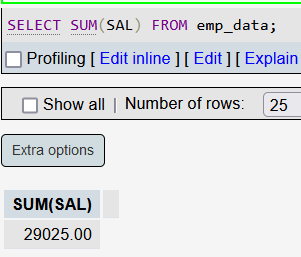 SELECT SUM(SAL) FROM emp_data;
Profiling [ Edit inline ] [ Edit ] [ Explain
Show all | Number of rows: 25
Extra options
SUM(SAL)
29025.00